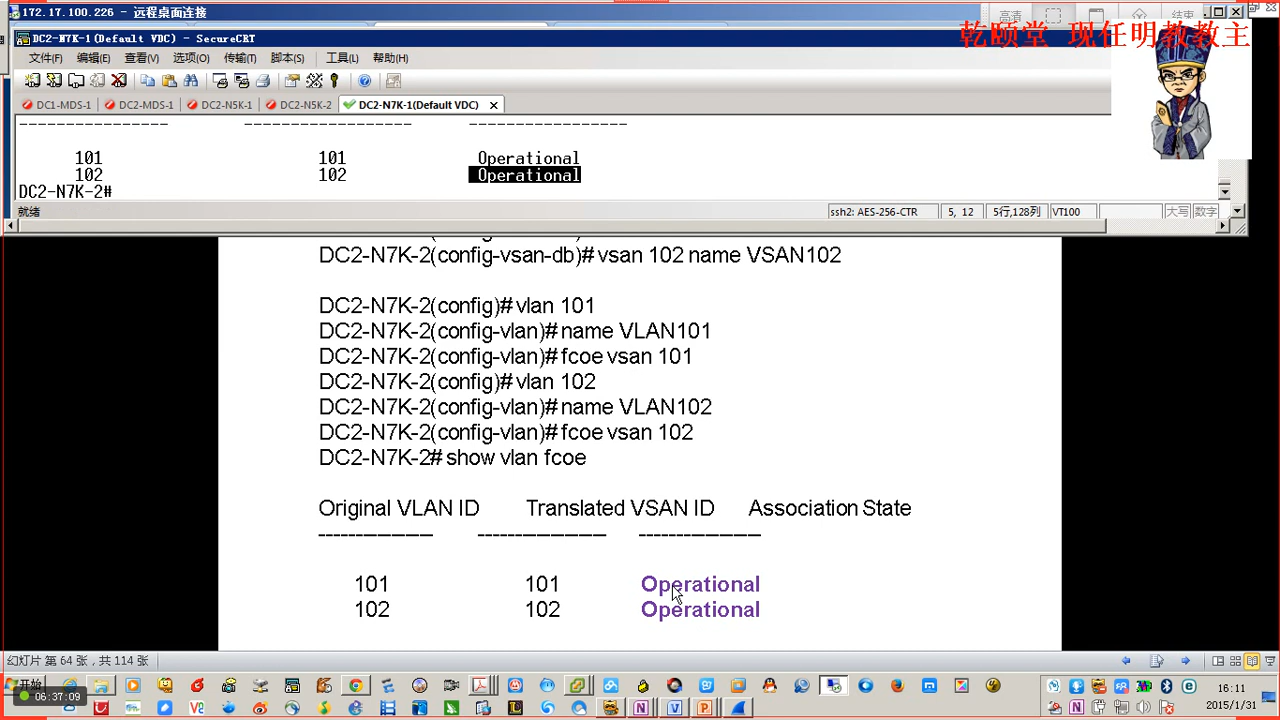 172.17.100.226 - 远程桌面连接
高清
结束
乾颐堂 现任明教教主
DC2-N7K-1(Default VDC) - SecureCRT
文件(F) 编辑(E) 查看(V) 选项(O) 传输(T) 脚本(S) 工具(L) 帮助(H)
DC1-MDS-1 DC2-MDS-1 DC2-N5K-1 DC2-N5K-2 DC2-N7K-1(Default VDC)
---------------- ------------------ -----------------
101 101 Operational
102 102 Operational
DC2-N7K-2#
就绪 ssh2: AES-256-CTR 5, 12 5行,128列 VT100 大写 数字
DC2-N7K-2(config-vsan-db)# vsan 102 name VSAN102
DC2-N7K-2(config)# vlan 101
DC2-N7K-2(config-vlan)# name VLAN101
DC2-N7K-2(config-vlan)# fcoe vsan 101
DC2-N7K-2(config)# vlan 102
DC2-N7K-2(config-vlan)# name VLAN102
DC2-N7K-2(config-vlan)# fcoe vsan 102
DC2-N7K-2# show vlan fcoe
Original VLAN ID Translated VSAN ID Association State
---------------- ------------------ -----------------
101 101 Operational
102 102 Operational
幻灯片 第 64 张，共 114 张
开始
06:37:09
16:11
2015/1/31